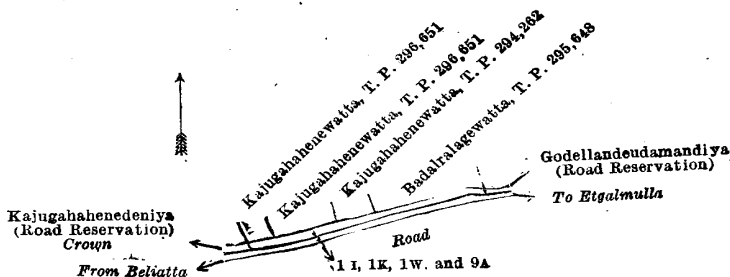 Kajugahahenewatta, T. P. 296,651
Kajugahahenewatta, T. P. 296,651
Kajugahahenewatta, T. P. 294,262
Badalralagewatta, T. P. 295,648
Godellandeudamandiya
(Road Reservation)
To Etgalmulla
Kajugahahenedeniya
(Road Reservation)
Crown
Road
From Beliatta
1 I, 1K, 1W. and 9A